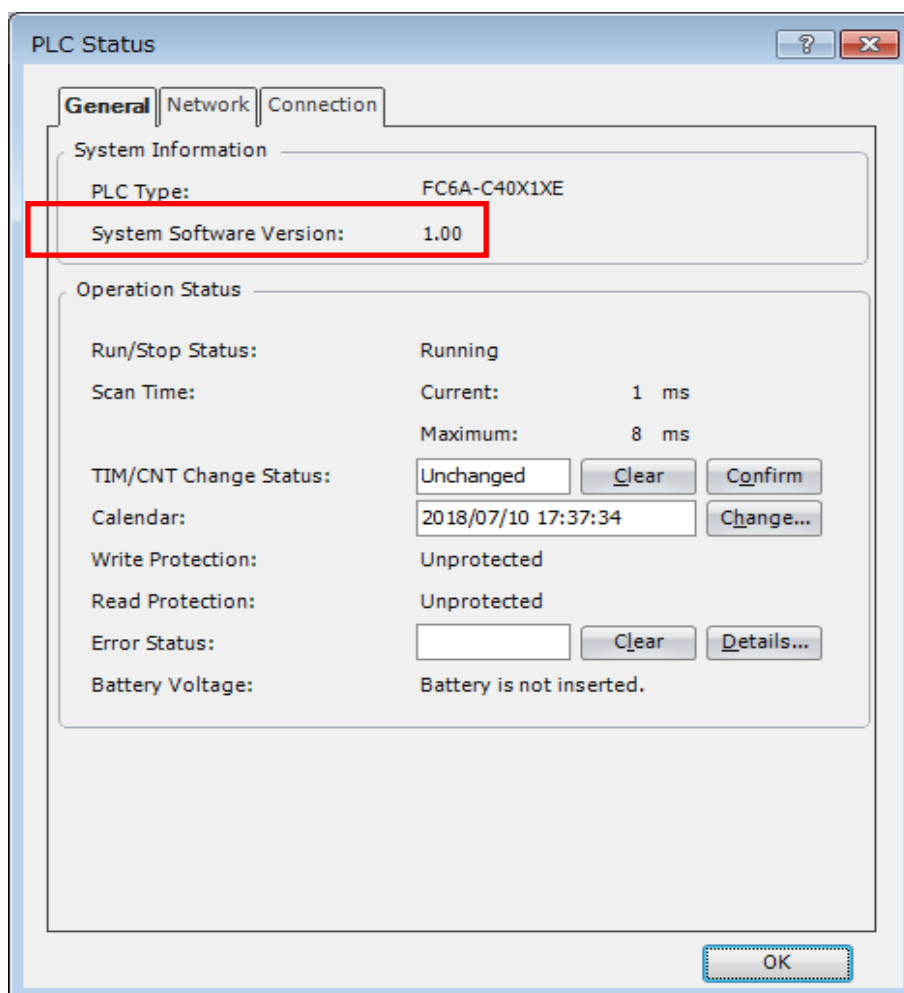 PLC Status
General Network Connection
System Information
PLC Type: FC6A-C40X1XE
System Software Version: 1.00
Operation Status
Run/Stop Status: Running
Scan Time: Current: 1 ms
Maximum: 8 ms
TIM/CNT Change Status: Unchanged Clear Confirm
Calendar: 2018/07/10 17:37:34 Change...
Write Protection: Unprotected
Read Protection: Unprotected
Error Status: Clear Details...
Battery Voltage: Battery is not inserted.
OK